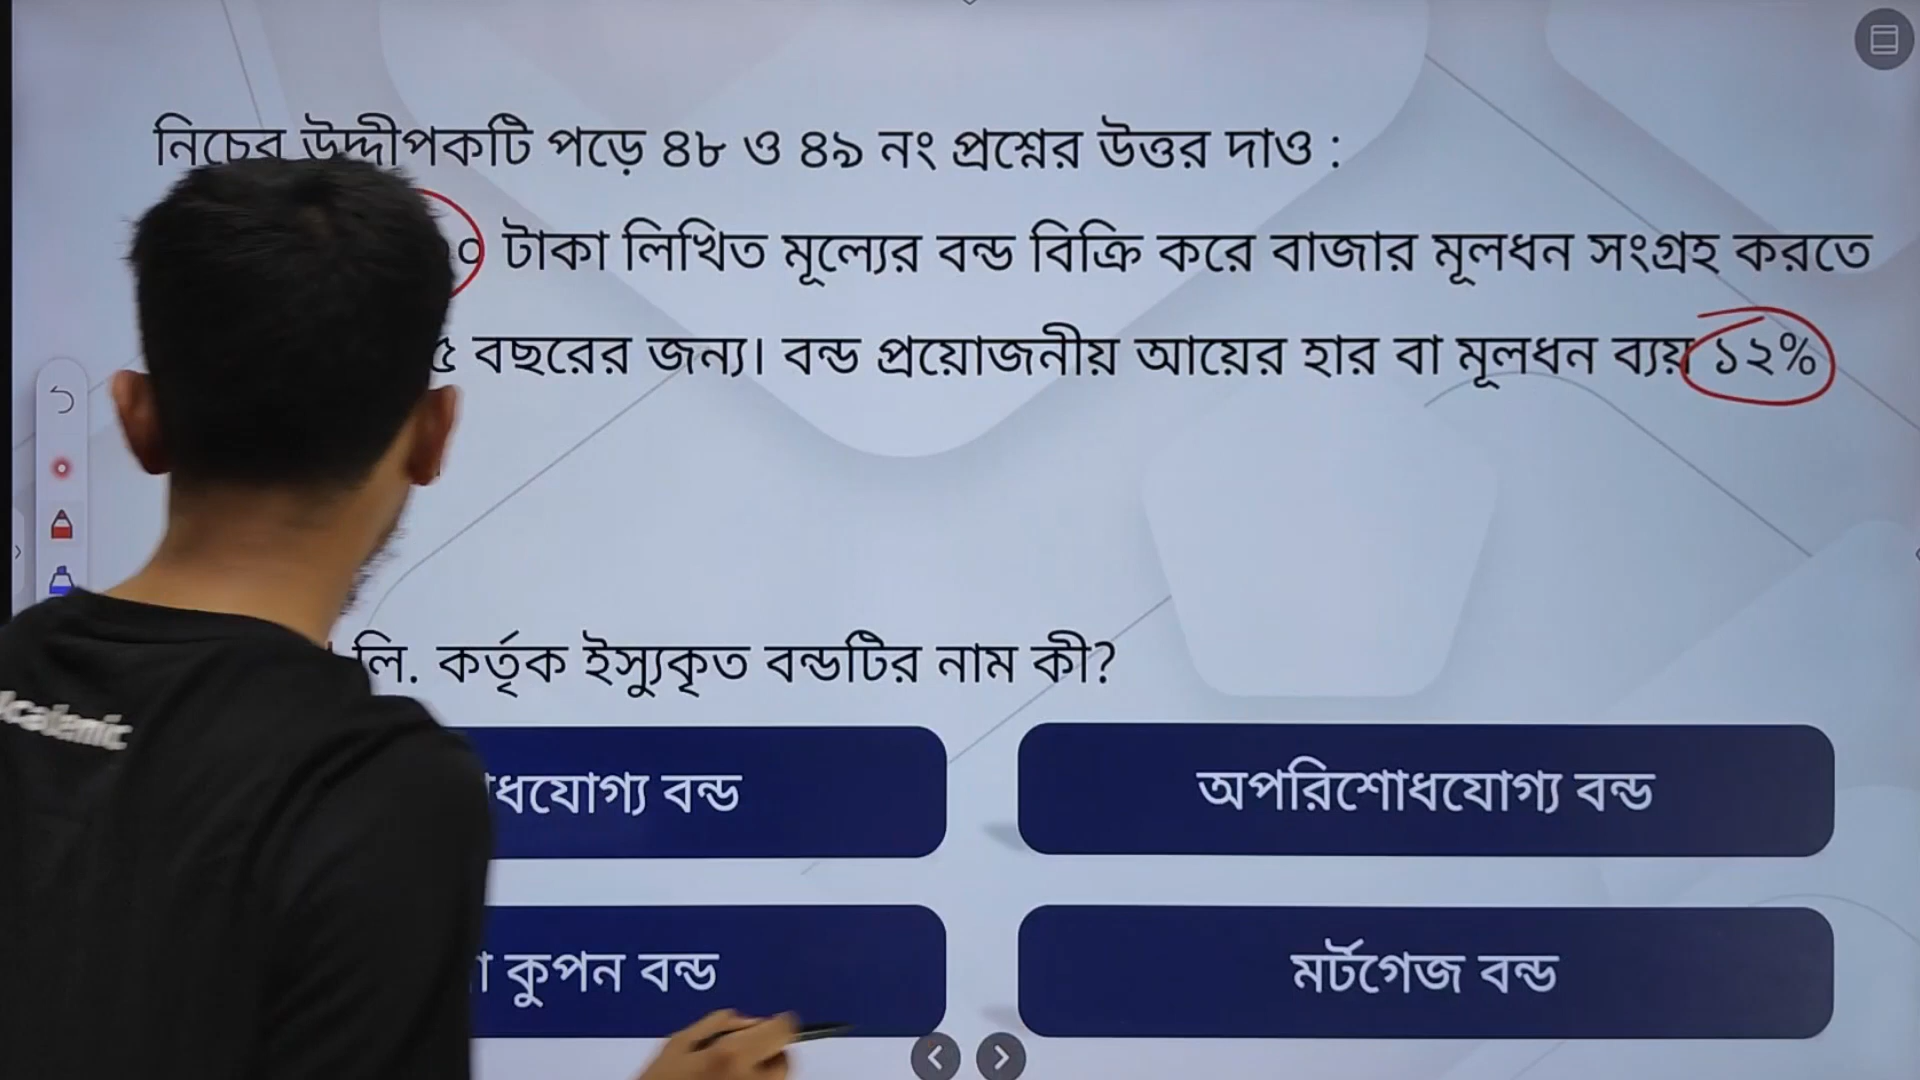 নিচের উদ্দীপকটি পড়ে ৪৮ ও ৪৯ নং প্রশ্নের উত্তর দাও :
টাকা লিখিত মূল্যের বন্ড বিক্রি করে বাজার মূলধন সংগ্রহ করতে
৫ বছরের জন্য। বন্ড প্রয়োজনীয় আয়ের হার বা মূলধন ব্যয় ১২%
লি. কর্তৃক ইস্যুকৃত বন্ডটির নাম কী?
বন্ড
অপরিশোধযোগ্য বন্ড
কুপন বন্ড
মর্টগেজ বন্ড